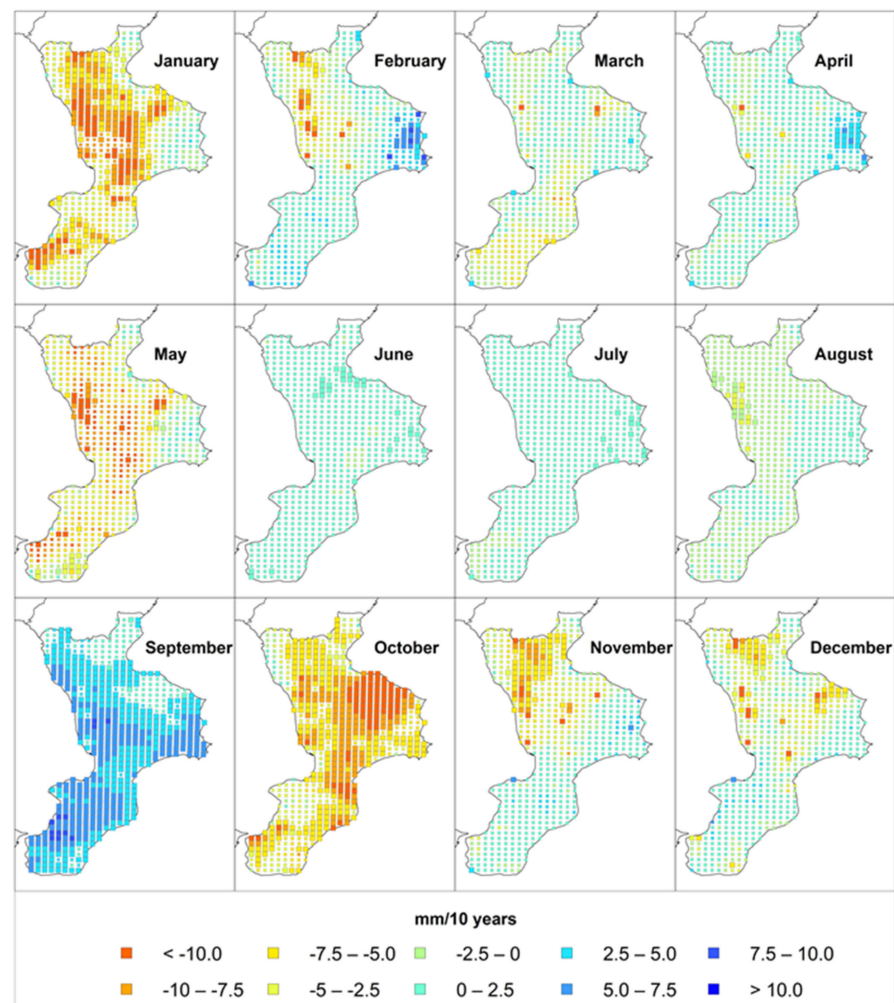 January
February
March
April
May
June
July
August
September
October
November
December
mm/10 years
< -10.0 -7.5 – -5.0 -2.5 – 0 2.5 – 5.0 7.5 – 10.0
-10 – -7.5 -5 – -2.5 0 – 2.5 5.0 – 7.5 > 10.0